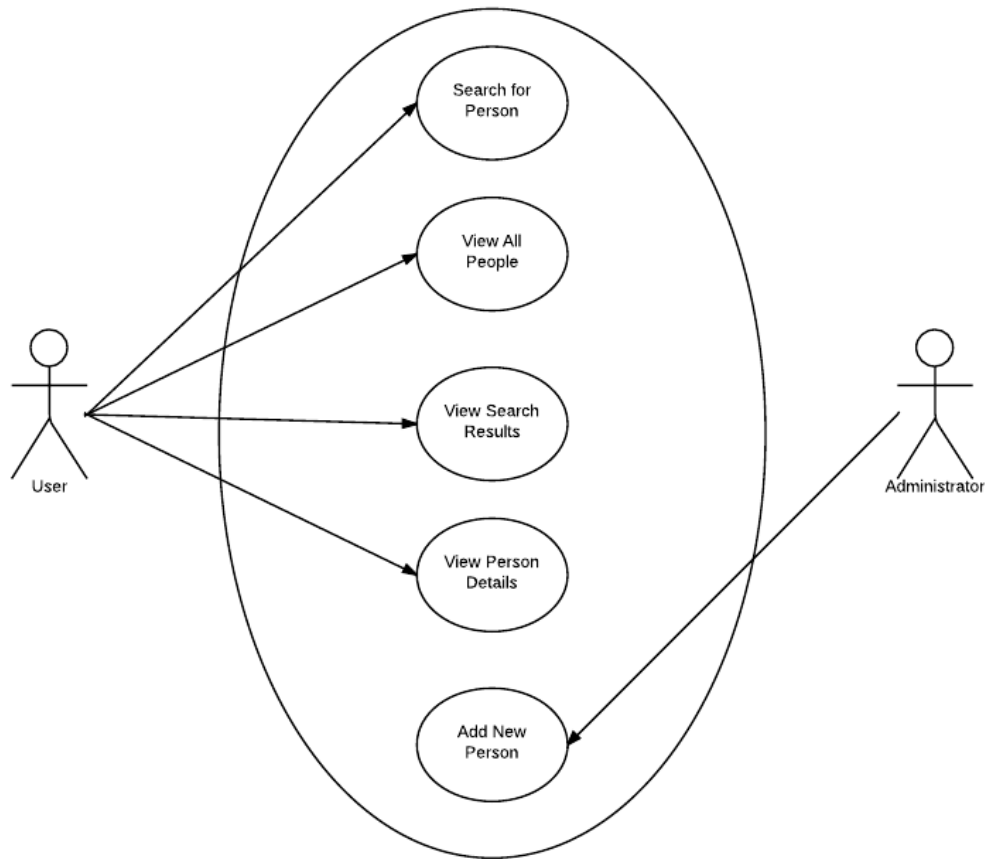 Search for
Person
View All
People
View Search
Results
User
Administrator
View Person
Details
Add New
Person